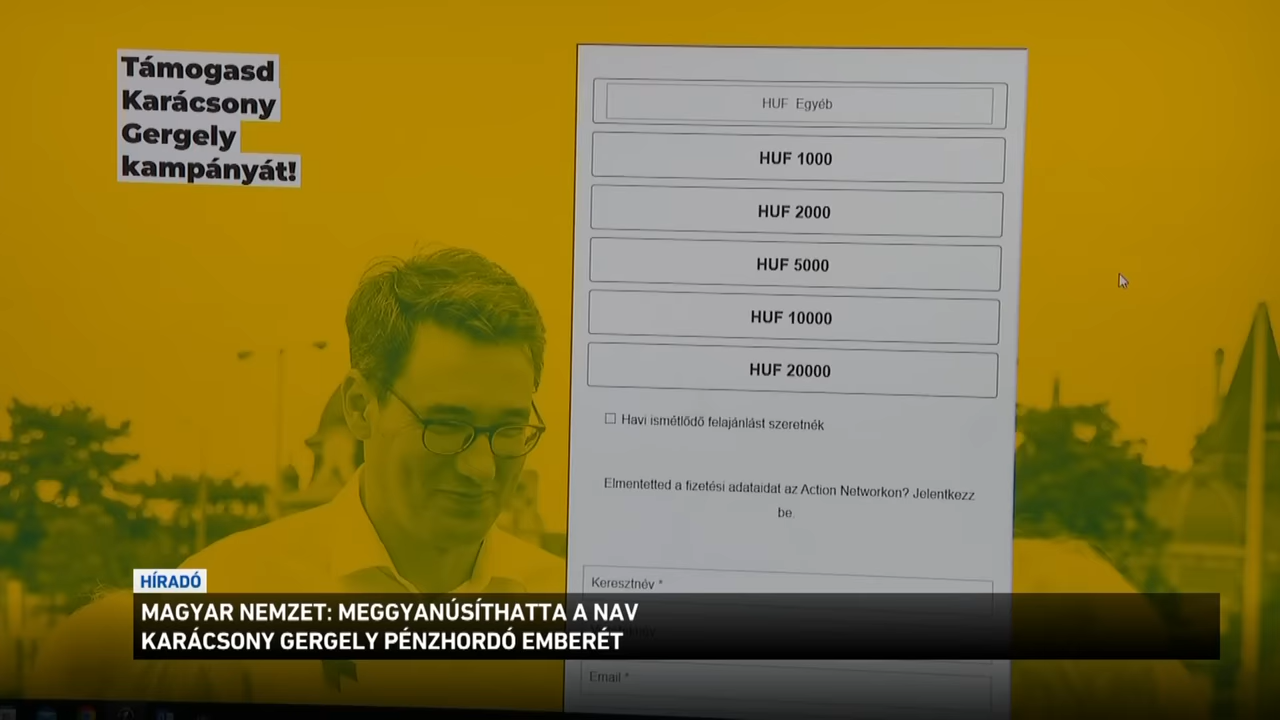 Támogasd
Karácsony
Gergely
kampányát!
HUF Egyéb
HUF 1000
HUF 2000
HUF 5000
HUF 10000
HUF 20000
Havi ismétlődő felajánlást szeretnék
Elmentetted a fizetési adataidat az Action Networkon? Jelentkezz
be.
Keresztnév *
Email *
HÍRADÓ
MAGYAR NEMZET: MEGGYANÚSÍTHATTA A NAV
KARÁCSONY GERGELY PÉNZHORDÓ EMBERÉT